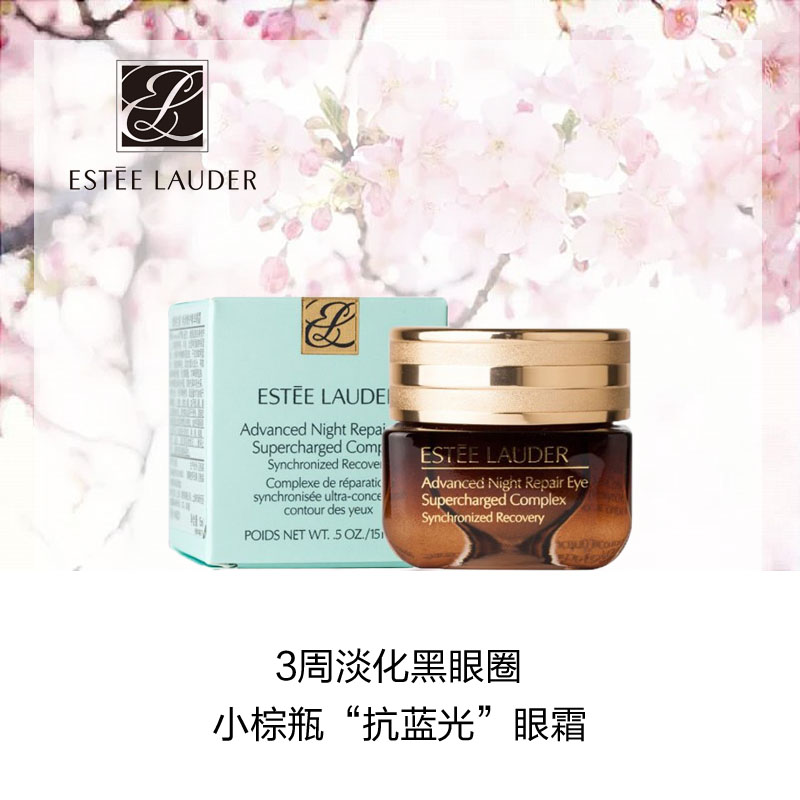 ESTĒE LAUDER
ESTĒE LAUDE
Advanced Night Repair
Supercharged Comp
Synchronized Recover
Complexe de réparatio
synchronisée ultra-conce
contour des yeux
POIDS NET WT. .5 OZ./15
ESTĒE LAUDER
Advanced Night Repair Eye
Supercharged Complex
Synchronized Recovery
3周淡化黑眼圈
小棕瓶“抗蓝光”眼霜